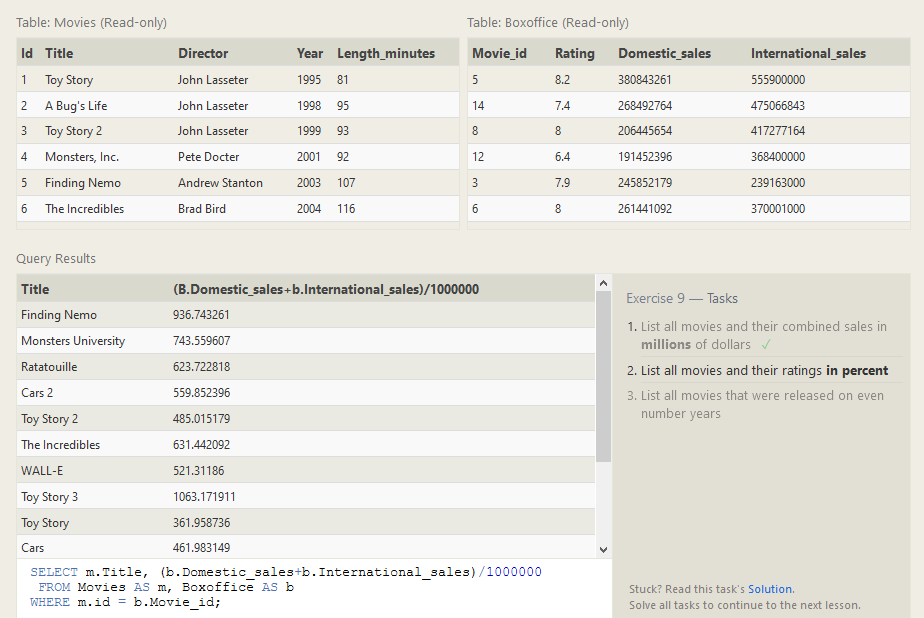 Table: Movies (Read-only)
Id Title Director Year Length_minutes
1 Toy Story John Lasseter 1995 81
2 A Bug's Life John Lasseter 1998 95
3 Toy Story 2 John Lasseter 1999 93
4 Monsters, Inc. Pete Docter 2001 92
5 Finding Nemo Andrew Stanton 2003 107
6 The Incredibles Brad Bird 2004 116
Table: Boxoffice (Read-only)
Movie_id Rating Domestic_sales International_sales
5 8.2 380843261 555900000
14 7.4 268492764 475066843
8 8 206445654 417277164
12 6.4 191452396 368400000
3 7.9 245852179 239163000
6 8 261441092 370001000
Query Results
Title (B.Domestic_sales+b.International_sales)/1000000
Finding Nemo 936.743261
Monsters University 743.559607
Ratatouille 623.722818
Cars 2 559.852396
Toy Story 2 485.015179
The Incredibles 631.442092
WALL-E 521.31186
Toy Story 3 1063.171911
Toy Story 361.958736
Cars 461.983149
SELECT m.Title, (b.Domestic_sales+b.International_sales)/1000000
FROM Movies AS m, Boxoffice AS b
WHERE m.id = b.Movie_id;
Exercise 9 — Tasks
1. List all movies and their combined sales in
millions of dollars ✓
2. List all movies and their ratings in percent
3. List all movies that were released on even
number years
Stuck? Read this task's Solution.
Solve all tasks to continue to the next lesson.